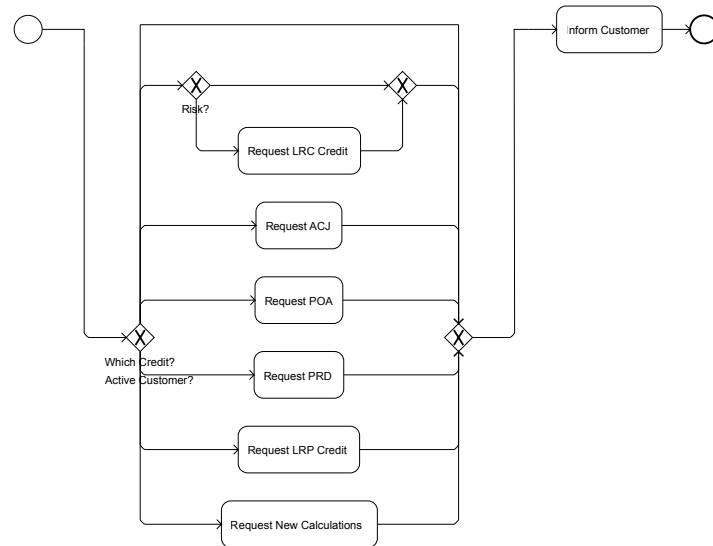 Inform Customer
Risk?
Request LRC Credit
Request ACJ
Request POA
Which Credit?
Active Customer?
Request PRD
Request LRP Credit
Request New Calculations